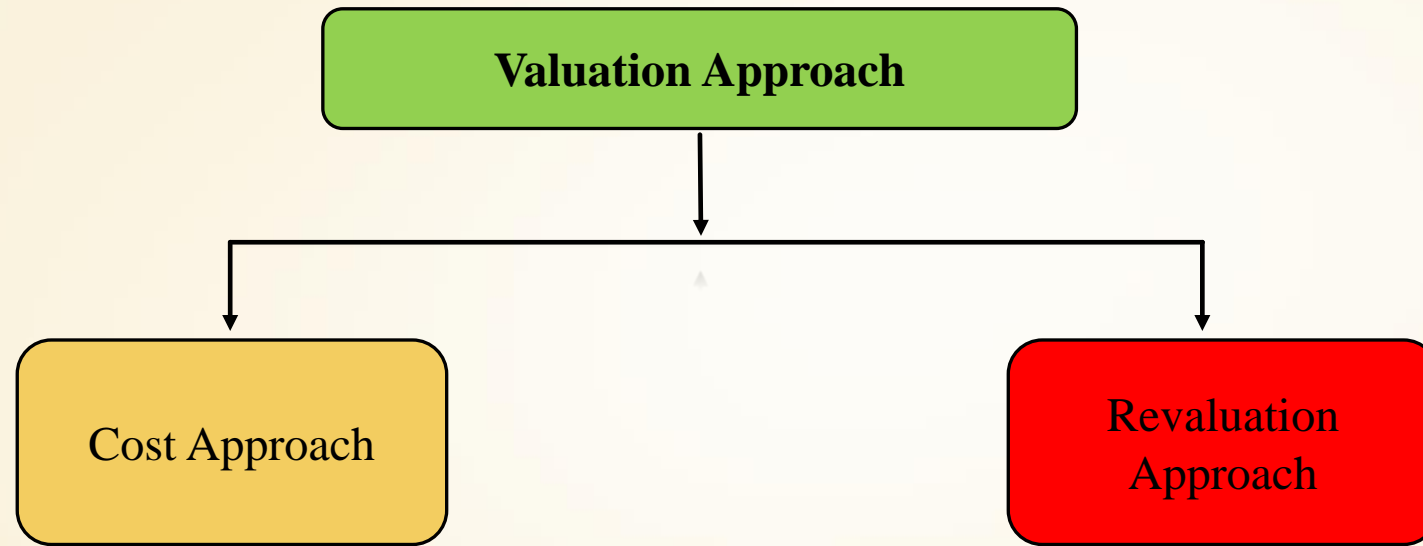 Valuation Approach
Cost Approach
Revaluation
Approach